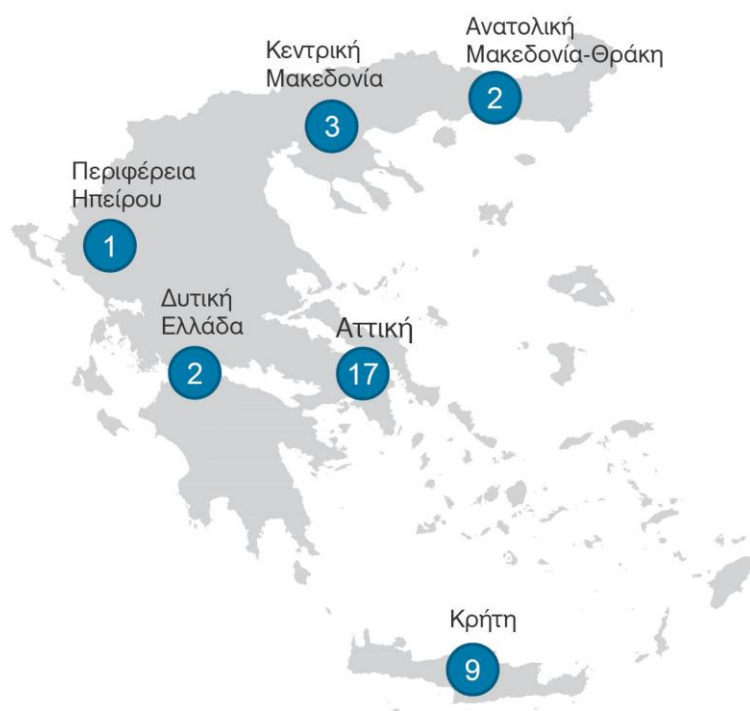 Ανατολική
Μακεδονία-Θράκη
2
Κεντρική
Μακεδονία
3
Περιφέρεια
Ηπείρου
1
Δυτική
Ελλάδα
2
Αττική
17
Κρήτη
9